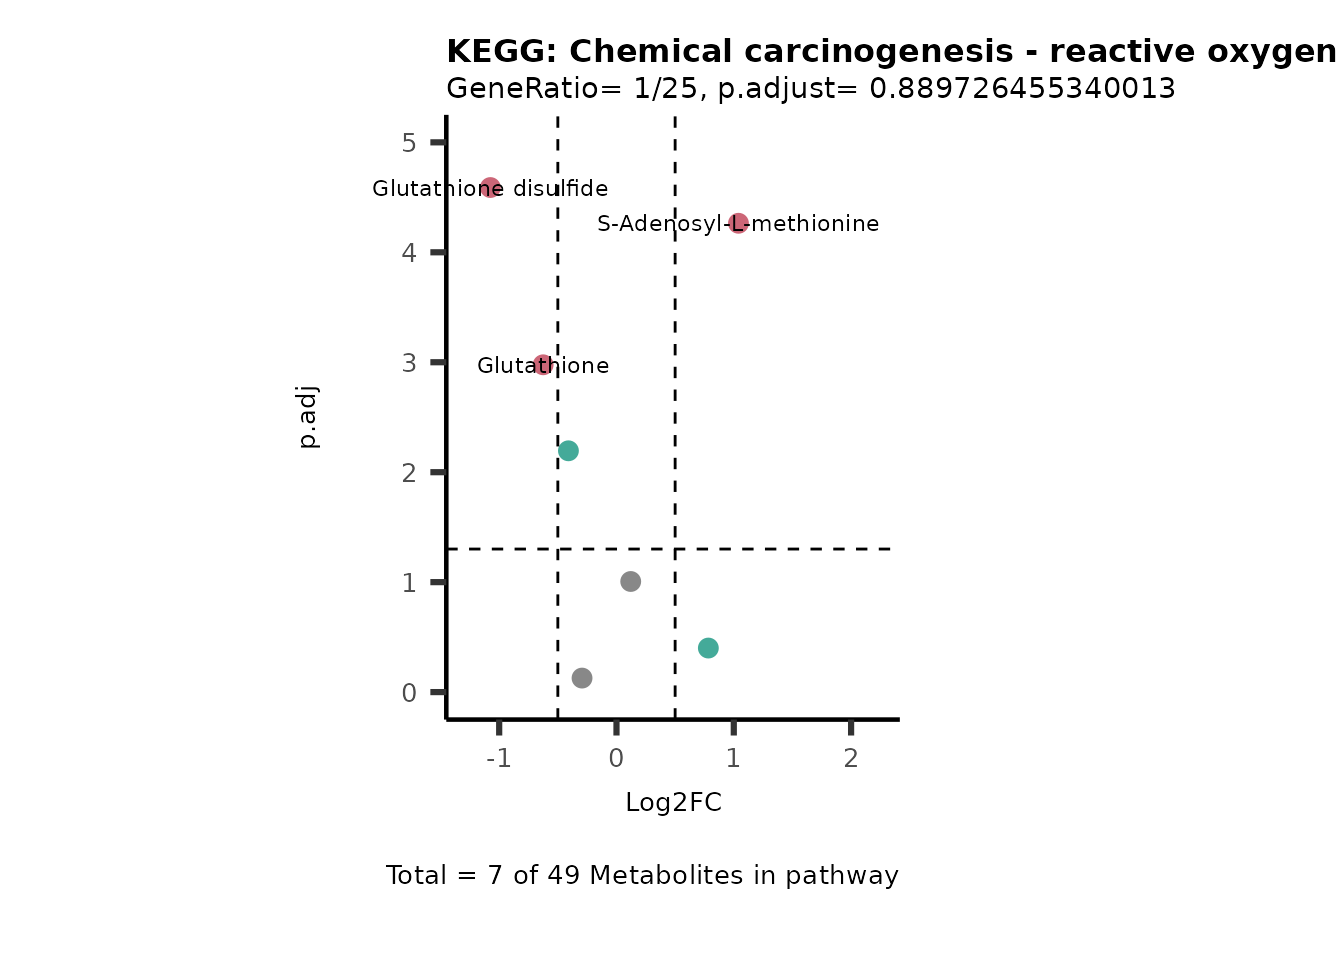 KEGG: Chemical carcinogenesis - reactive oxygen
GeneRatio= 1/25, p.adjust= 0.889726455340013
5
Glutathione disulfide
S-Adenosyl-L-methionine
4
3
Glutathione
p.adj
2
1
0
-1 0 1 2
Log2FC
Total = 7 of 49 Metabolites in pathway